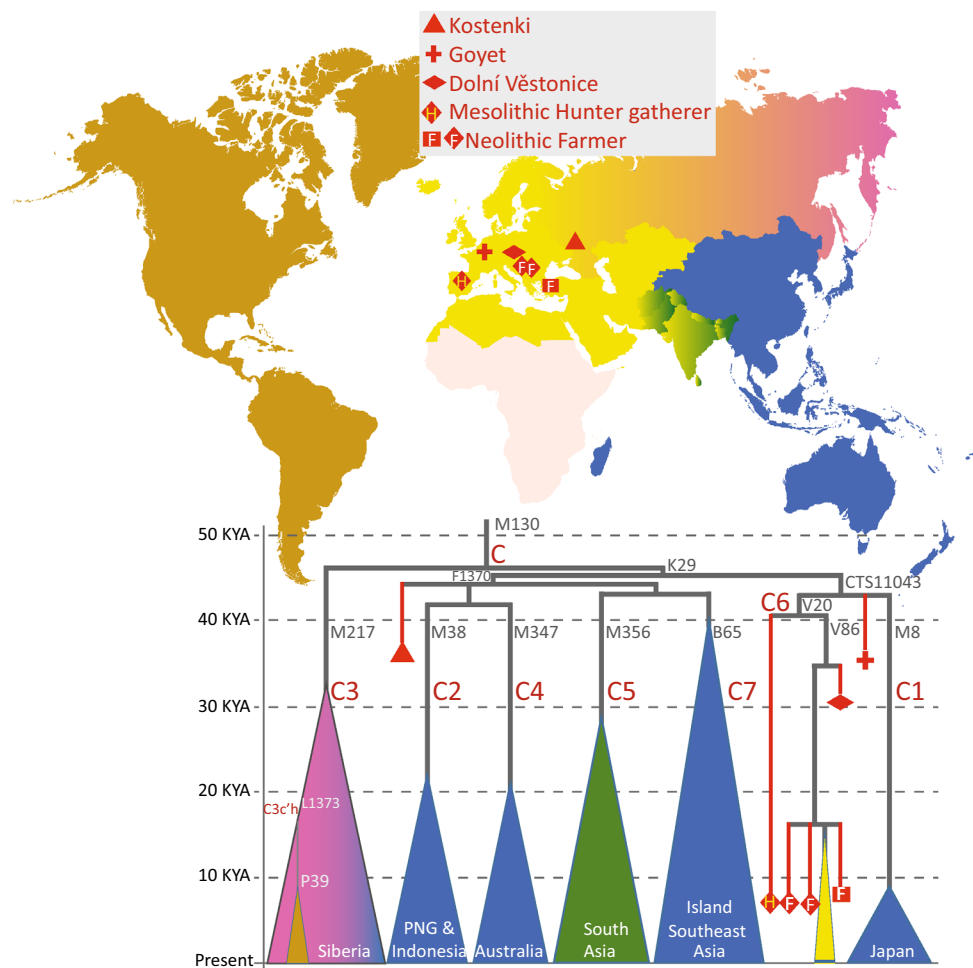 Kostenki
Goyet
Dolní Věstonice
H Mesolithic Hunter gatherer
F F Neolithic Farmer
F F
H
F
M130
50 KYA
C
K29
F1370
CTS11043
C6
V20
40 KYA
M217
M38
M347
M356
B65
V86
M8
C3
C2
C4
C5
C7
C1
30 KYA
20 KYA
C3c'h
L1373
10 KYA
P39
H F F F
PNG &
Indonesia
Siberia
Australia
South
Asia
Island
Southeast
Asia
Japan
Present